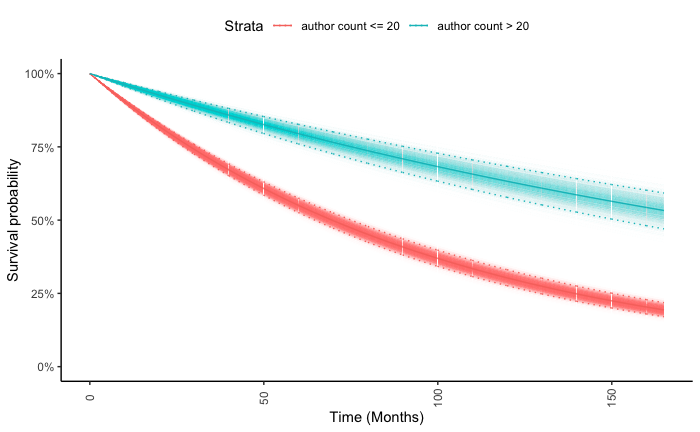 Strata author count <= 20 author count > 20
Survival probability
100%
75%
50%
25%
0%
0 50 100 150
Time (Months)